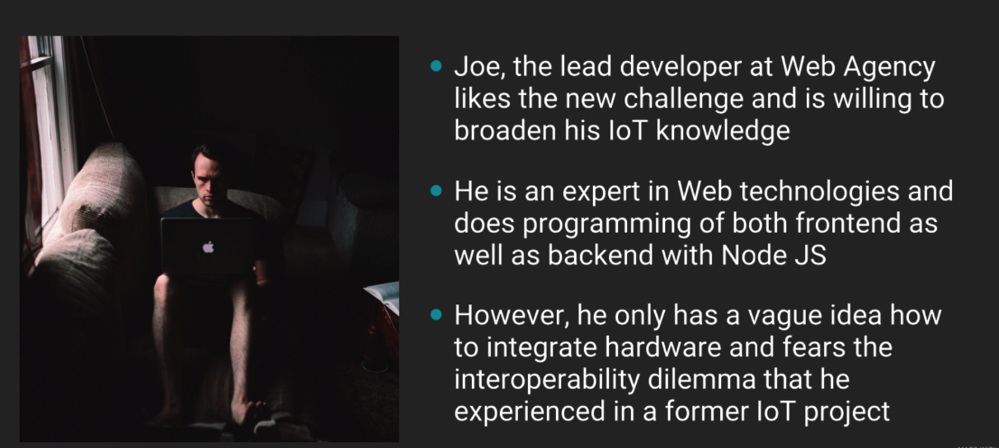 Joe, the lead developer at Web Agency
likes the new challenge and is willing to
broaden his IoT knowledge
He is an expert in Web technologies and
does programming of both frontend as
well as backend with Node JS
However, he only has a vague idea how
to integrate hardware and fears the
interoperability dilemma that he
experienced in a former IoT project